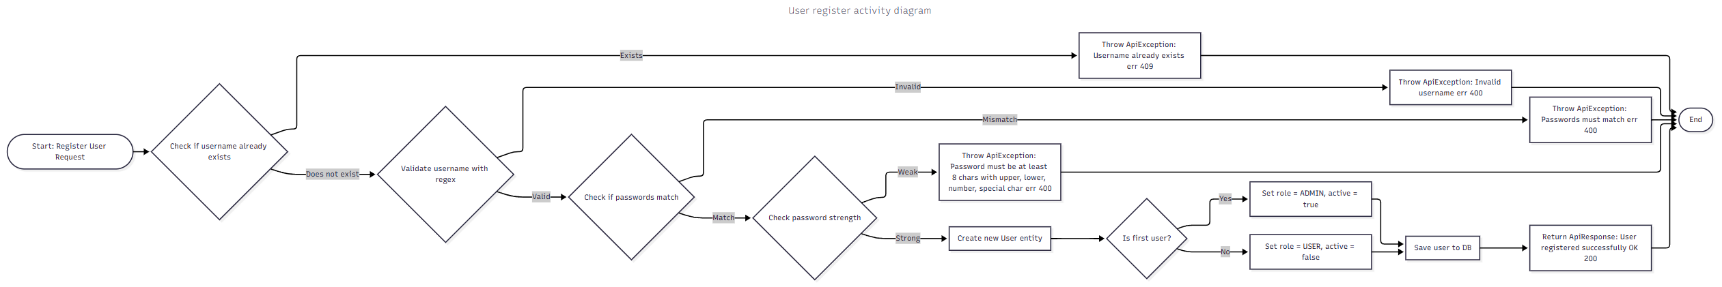 User register activity diagram
Start: Register User
Request
Check if username already
exists
Exists
Does not exist
Throw ApiException:
Username already exists
err 409
Validate username with
regex
Invalid
Valid
Throw ApiException: Invalid
username err 400
Check if passwords match
Mismatch
Match
Throw ApiException:
Passwords must match err
400
Check password strength
Weak
Strong
Throw ApiException:
Password must be at least
8 chars with upper, lower,
number, special char err 400
Create new User entity
Is first user?
Yes
No
Set role = ADMIN, active =
true
Set role = USER, active =
false
Save user to DB
Return ApiResponse: User
registered successfully OK
200
End